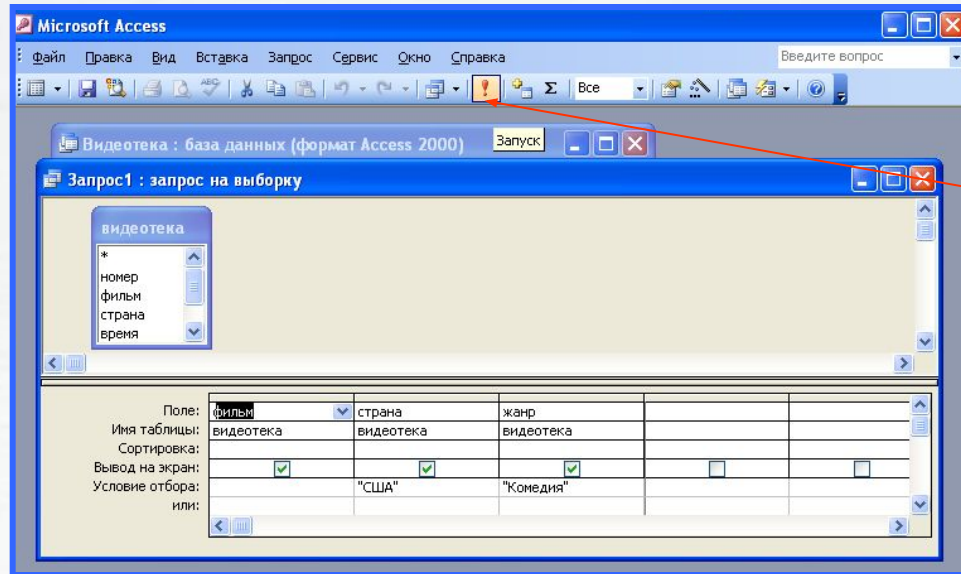 Microsoft Access
Файл Правка Вид Вставка Запрос Сервис Окно Справка Введите вопрос
Все
Видеотека : база данных (формат Access 2000) Запуск
Запрос1 : запрос на выборку
видеотека
*
номер
фильм
страна
время
Поле: фильм страна жанр
Имя таблицы: видеотека видеотека видеотека
Сортировка:
Вывод на экран:
Условие отбора: "США" "Комедия"
или: